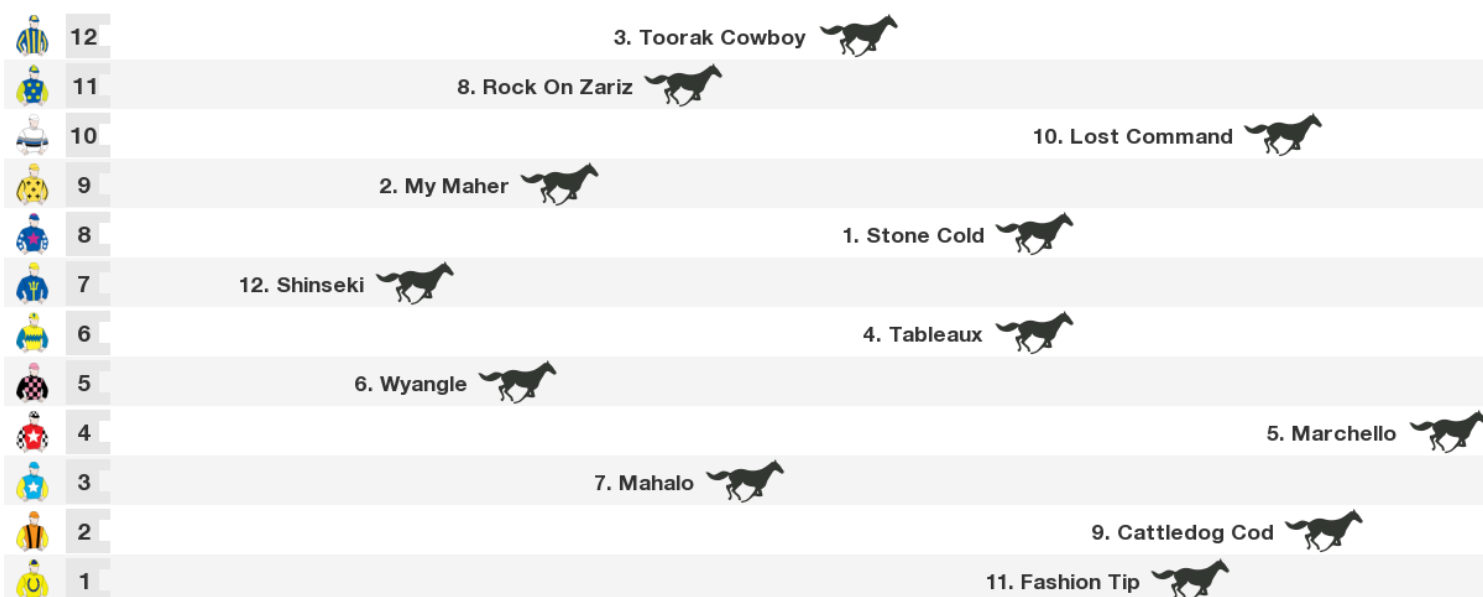 12 3. Toorak Cowboy
11 8. Rock On Zariz
10 10. Lost Command
9 2. My Maher
8 1. Stone Cold
7 12. Shinseki
6 4. Tableaux
5 6. Wyangle
4 5. Marchello
3 7. Mahalo
2 9. Cattledog Cod
1 11. Fashion Tip